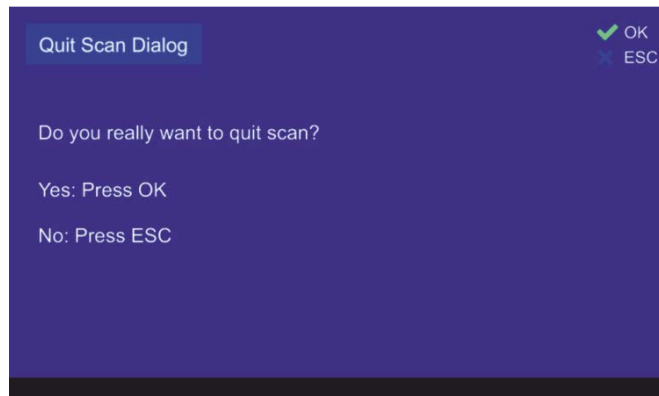 Quit Scan Dialog
OK
ESC
Do you really want to quit scan?
Yes: Press OK
No: Press ESC